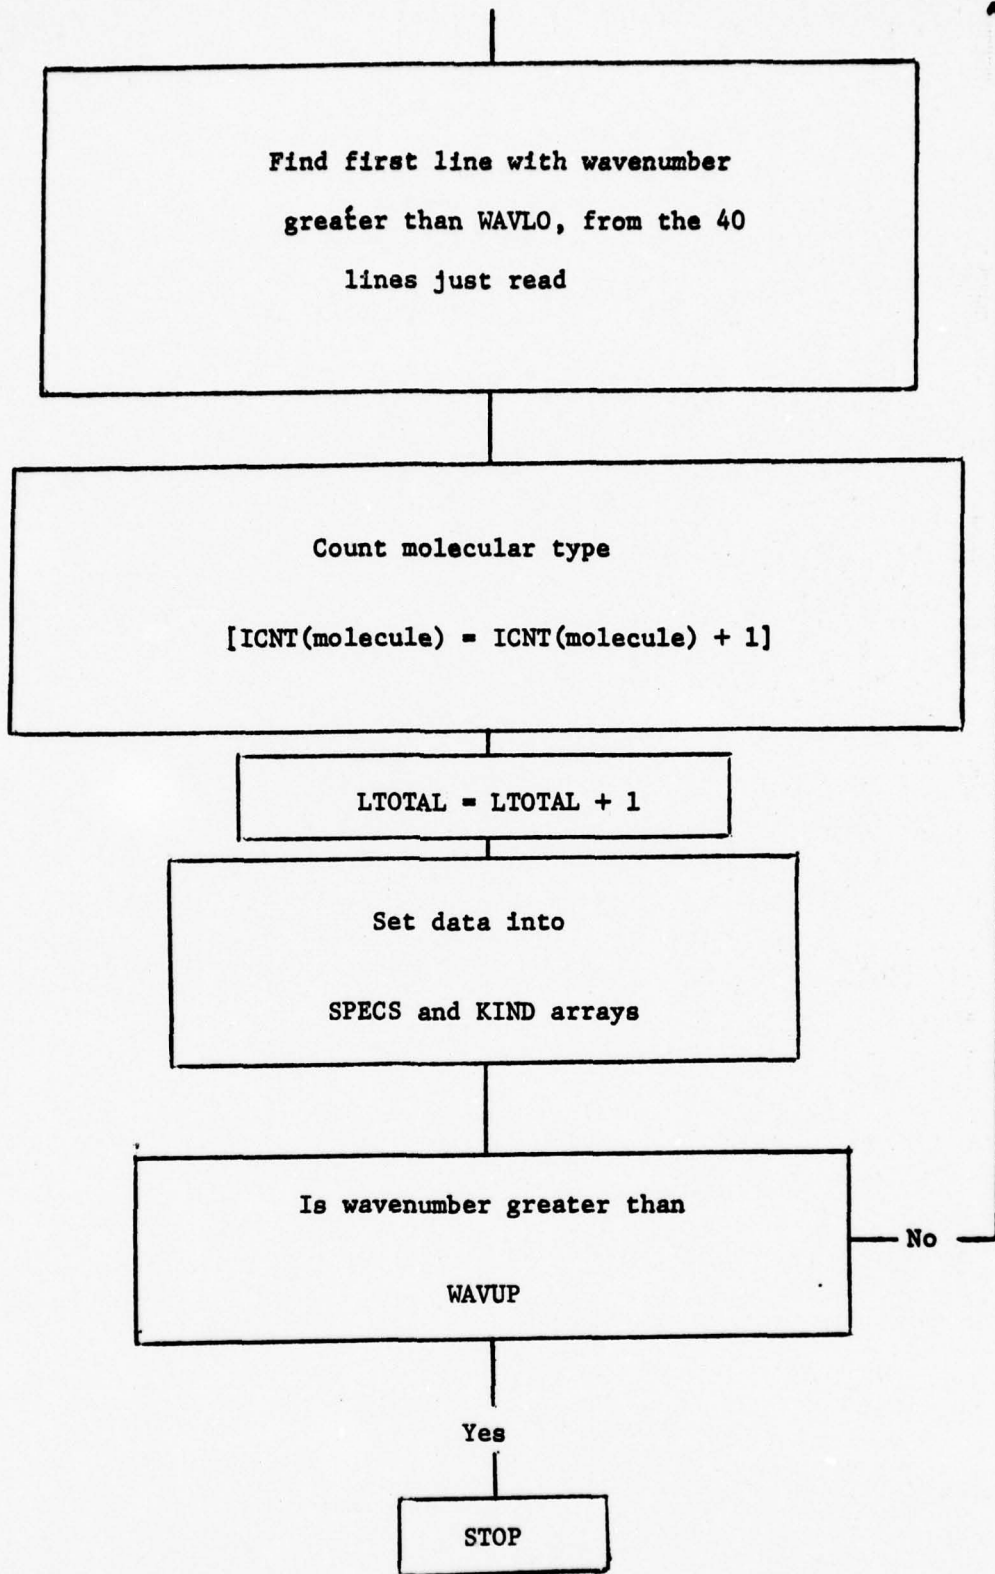 Find first line with wavenumber
greater than WAVLO, from the 40
lines just read
Count molecular type
[ICNT(molecule) = ICNT(molecule) + 1]
LTOTAL = LTOTAL + 1
Set data into
SPECS and KIND arrays
Is wavenumber greater than
No
WAVUP
Yes
STOP